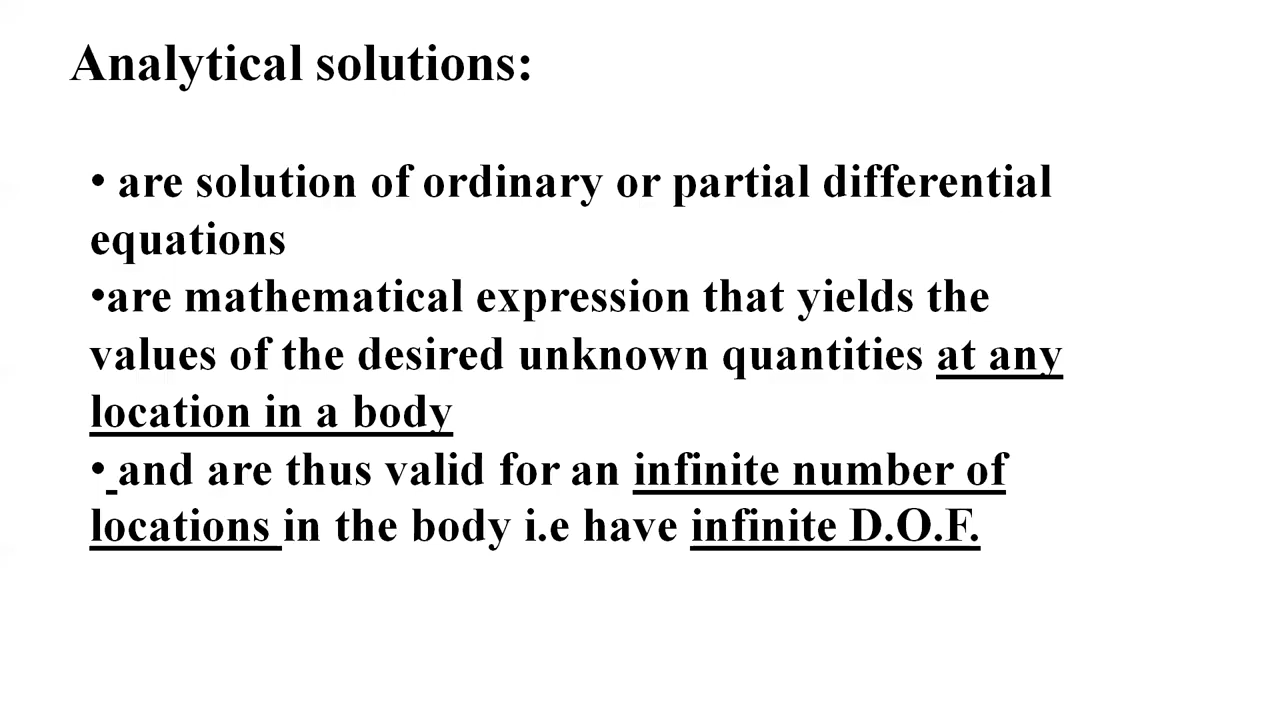 Analytical solutions:
• are solution of ordinary or partial differential
equations
•are mathematical expression that yields the
values of the desired unknown quantities at any
location in a body
• and are thus valid for an infinite number of
locations in the body i.e have infinite D.O.F.